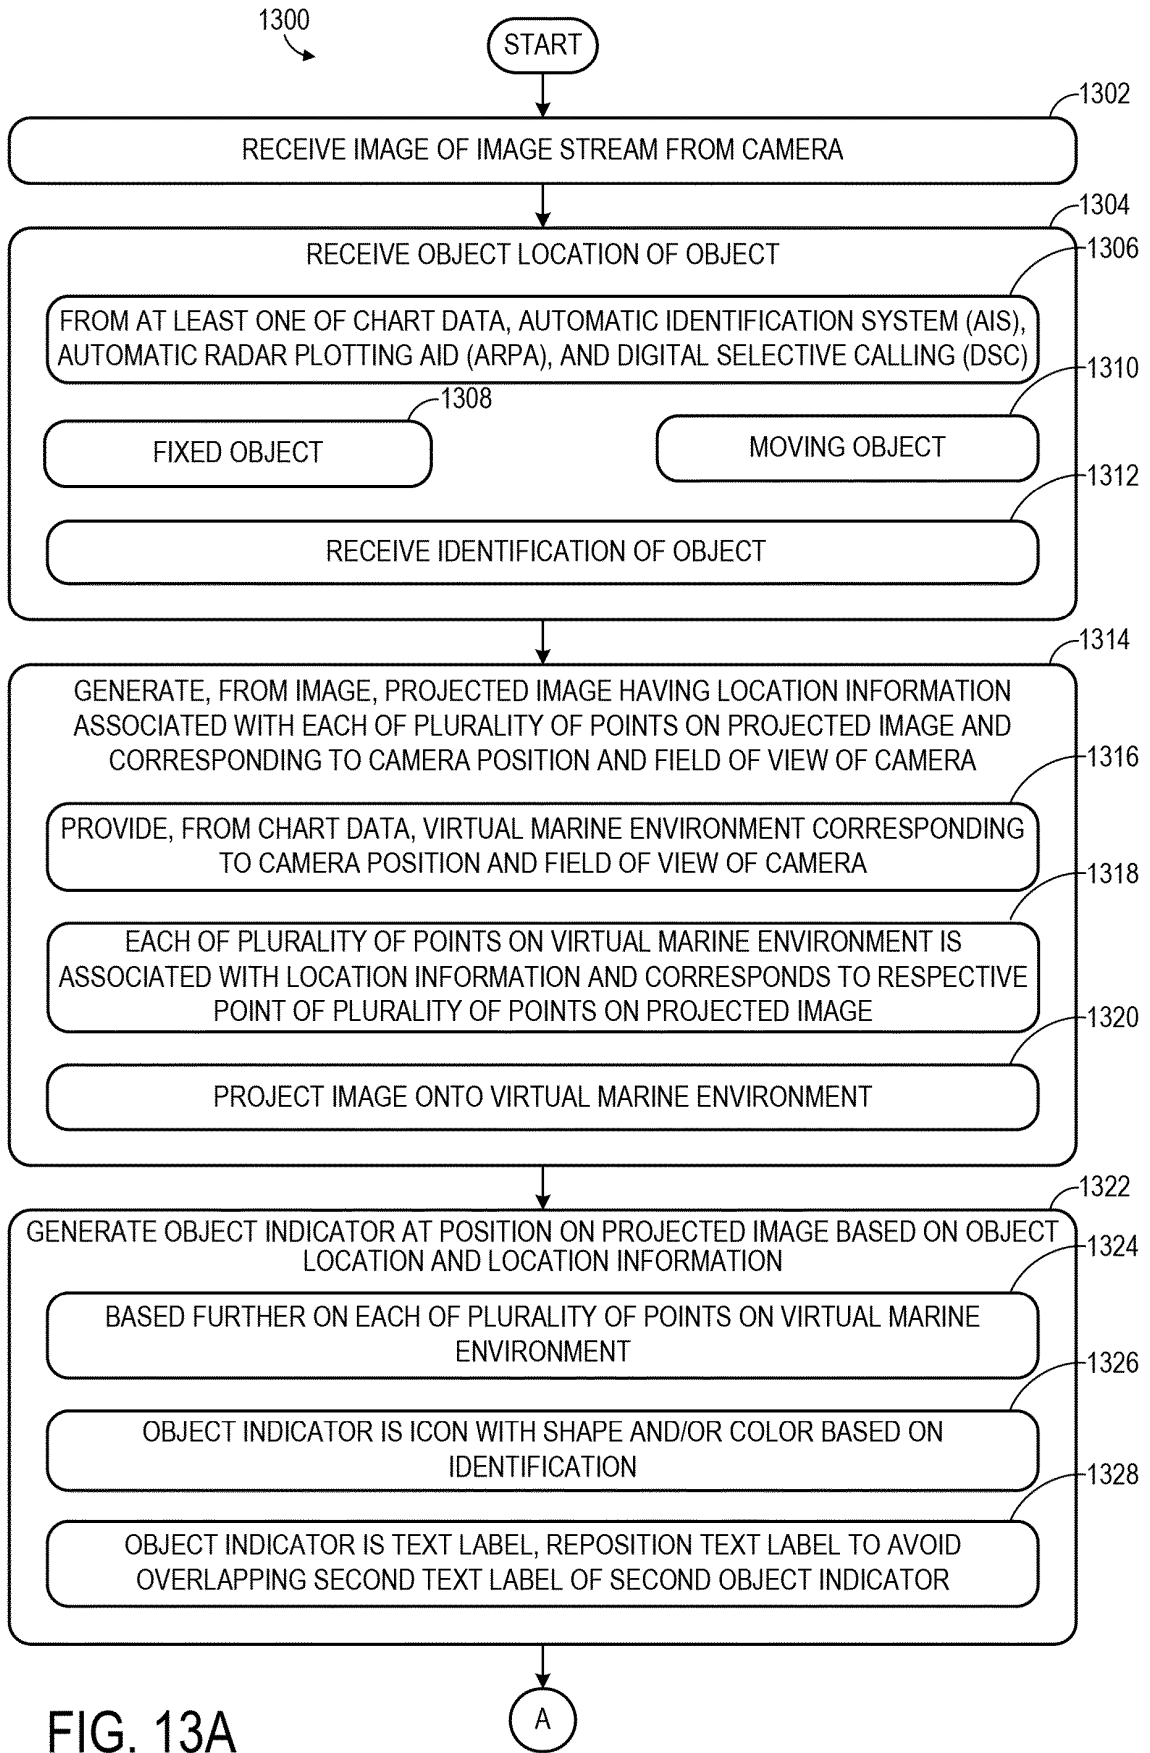 1300
START
1302
RECEIVE IMAGE OF IMAGE STREAM FROM CAMERA
1304
RECEIVE OBJECT LOCATION OF OBJECT
1306
FROM AT LEAST ONE OF CHART DATA, AUTOMATIC IDENTIFICATION SYSTEM (AIS),
AUTOMATIC RADAR PLOTTING AID (ARPA), AND DIGITAL SELECTIVE CALLING (DSC)
1308
1310
FIXED OBJECT
MOVING OBJECT
1312
RECEIVE IDENTIFICATION OF OBJECT
1314
GENERATE, FROM IMAGE, PROJECTED IMAGE HAVING LOCATION INFORMATION
ASSOCIATED WITH EACH OF PLURALITY OF POINTS ON PROJECTED IMAGE AND
CORRESPONDING TO CAMERA POSITION AND FIELD OF VIEW OF CAMERA
1316
PROVIDE, FROM CHART DATA, VIRTUAL MARINE ENVIRONMENT CORRESPONDING
TO CAMERA POSITION AND FIELD OF VIEW OF CAMERA
1318
EACH OF PLURALITY OF POINTS ON VIRTUAL MARINE ENVIRONMENT IS
ASSOCIATED WITH LOCATION INFORMATION AND CORRESPONDS TO RESPECTIVE
POINT OF PLURALITY OF POINTS ON PROJECTED IMAGE
1320
PROJECT IMAGE ONTO VIRTUAL MARINE ENVIRONMENT
1322
GENERATE OBJECT INDICATOR AT POSITION ON PROJECTED IMAGE BASED ON OBJECT
LOCATION AND LOCATION INFORMATION
1324
BASED FURTHER ON EACH OF PLURALITY OF POINTS ON VIRTUAL MARINE
ENVIRONMENT
1326
OBJECT INDICATOR IS ICON WITH SHAPE AND/OR COLOR BASED ON
IDENTIFICATION
1328
OBJECT INDICATOR IS TEXT LABEL, REPOSITION TEXT LABEL TO AVOID
OVERLAPPING SECOND TEXT LABEL OF SECOND OBJECT INDICATOR
A
FIG. 13A